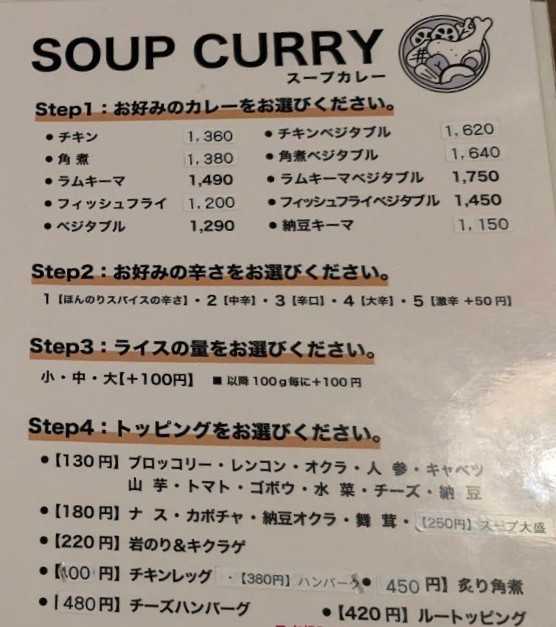 SOUP CURRY
スープカレー
Step1：お好みのカレーをお選びください。
● チキン 1,360 ● チキンベジタブル 1,620
● 角煮 1,380 ● 角煮ベジタブル 1,640
● ラムキーマ 1,490 ● ラムキーマベジタブル 1,750
● フィッシュフライ 1,200 ● フィッシュフライベジタブル 1,450
● ベジタブル 1,290 ● 納豆キーマ 1,150
Step2：お好みの辛さをお選びください。
1【ほんのりスパイスの辛さ】・2【中辛】・3【辛口】・4【大辛】・5【激辛 +50円】
Step3：ライスの量をお選びください。
小・中・大【+100円】 ■ 以降100g毎に+100円
Step4：トッピングをお選びください。
●【130円】ブロッコリー・レンコン・オクラ・人 参・キャベツ
山 芋・トマト・ゴボウ・水 菜・チーズ・納 豆
●【180円】ナ ス・カボチャ・納豆オクラ・舞 茸・【250円】スープ大盛
●【220円】岩のり&キクラゲ
●【 00円】チキンレッグ ・【380円】ハンバーグ ● 450 円】炙り角煮
● 480円】チーズハンバーグ ●【420円】ルートッピング